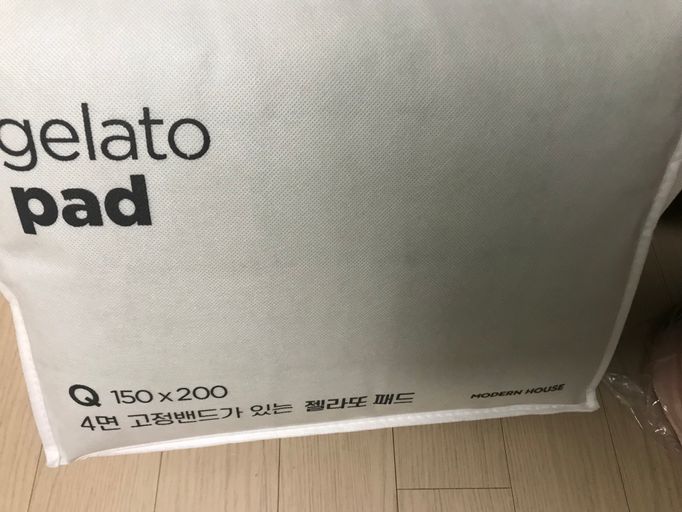 gelato
pad
Q 150 x 200
4면 고정밴드가 있는 젤라또 패드
MODERN HOUSE